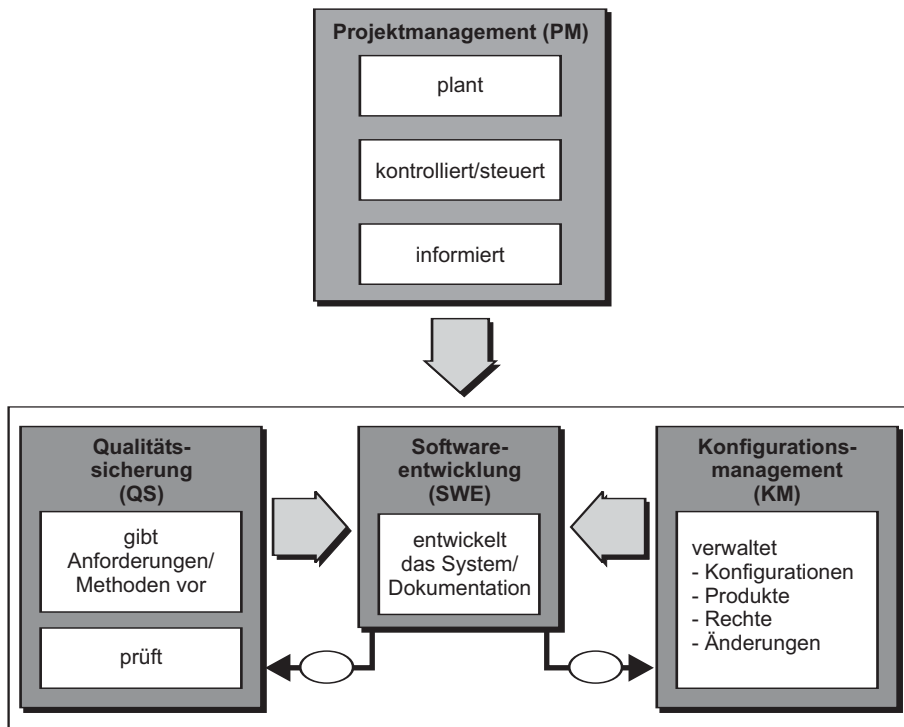 Projektmanagement (PM)
plant
kontrolliert/steuert
informiert
Qualitäts-
sicherung
(QS)
gibt
Anforderungen/
Methoden vor
prüft
Software-
entwicklung
(SWE)
entwickelt
das System/
Dokumentation
Konfigurations-
management
(KM)
verwaltet
- Konfigurationen
- Produkte
- Rechte
- Änderungen